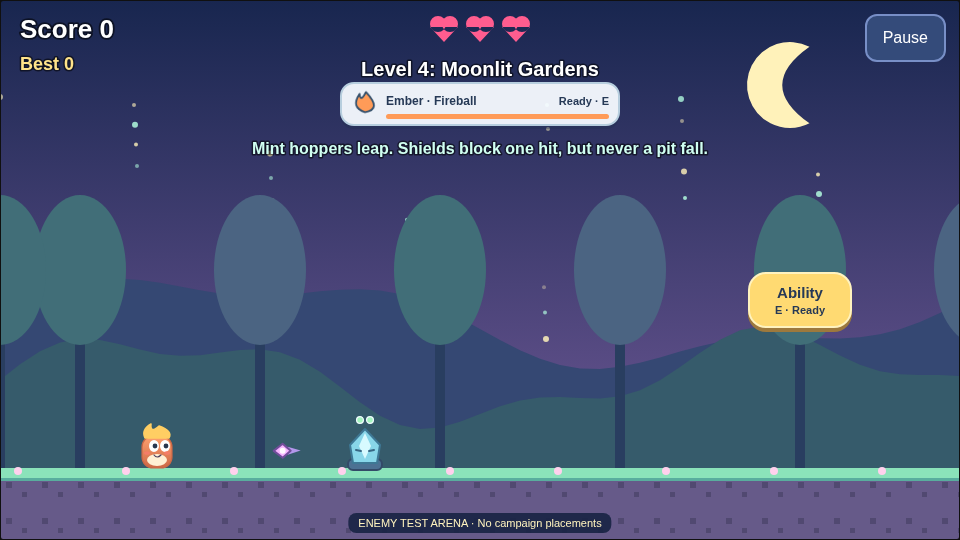 Score 0
Best 0
Level 4: Moonlit Gardens
Ember · Fireball
Ready · E
Pause
Mint hoppers leap. Shields block one hit, but never a pit fall.
Ability
E · Ready
ENEMY TEST ARENA · No campaign placements